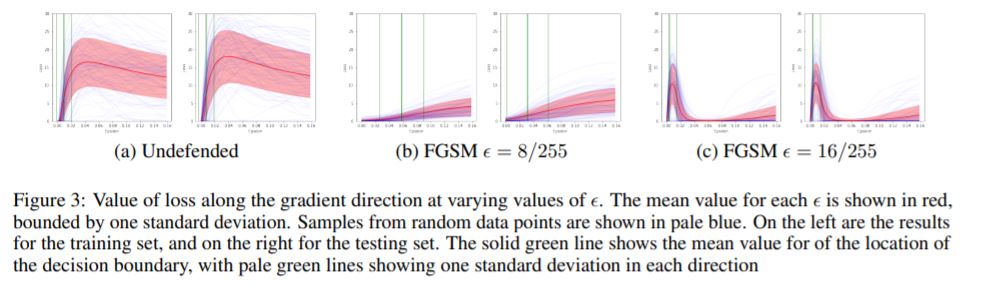 (a) Undefended
(b) FGSM ϵ = 8/255
(c) FGSM ϵ = 16/255
Figure 3: Value of loss along the gradient direction at varying values of ϵ. The mean value for each ϵ is shown in red,
bounded by one standard deviation. Samples from random data points are shown in pale blue. On the left are the results
for the training set, and on the right for the testing set. The solid green line shows the mean value for of the location of
the decision boundary, with pale green lines showing one standard deviation in each direction